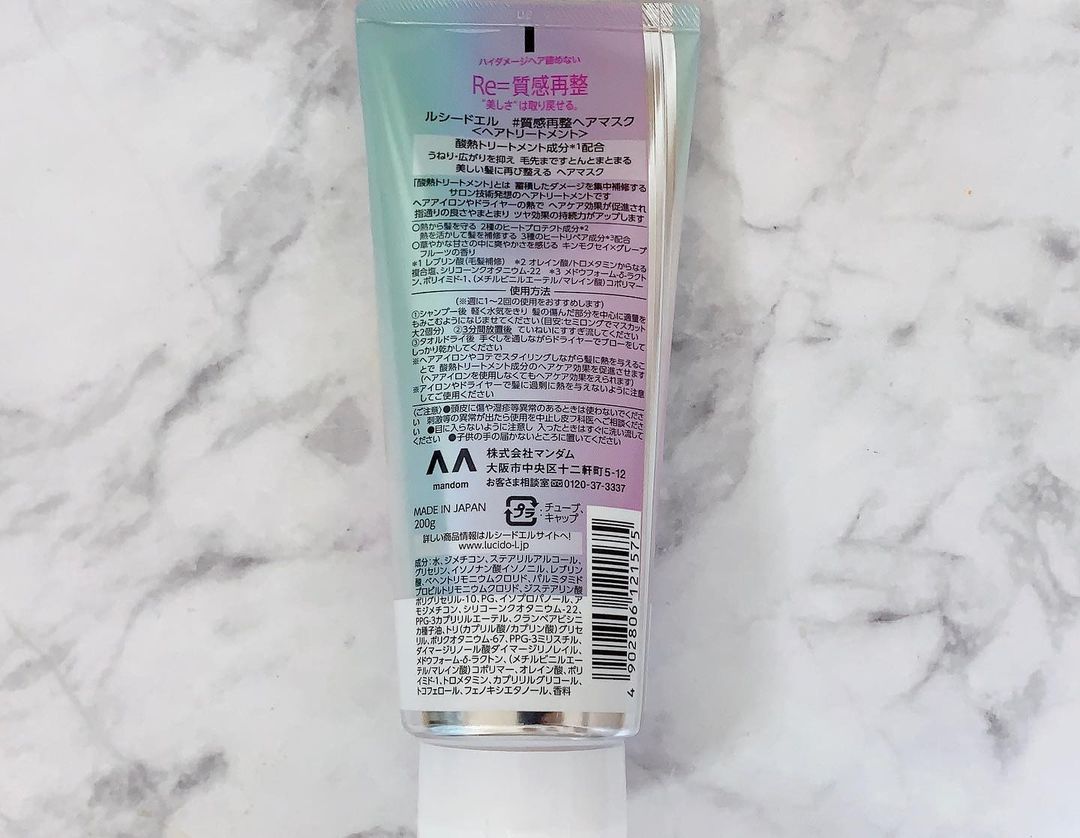 ハイダメージヘア諦めない
Re=質感再整
"美しさ"は取り戻せる。
ルシードエル #質感再整ヘアマスク
<ヘアトリートメント>
酸熱トリートメント成分*1配合
うねり・広がりを抑え 毛先まですとんとまとまる
美しい髪に再び整える ヘアマスク
「酸熱トリートメント」とは 蓄積したダメージを集中補修する
サロン技術発想のヘアトリートメントです
ヘアアイロンやドライヤーの熱で ヘアケア効果が促進され
指通りの良さやまとまり ツヤ効果の持続力がアップします
○熱から髪を守る 2種のヒートプロテクト成分*2
熱を活かして髪を補修する 3種のヒートリペア成分*3配合
○華やかな甘さの中に爽やかさを感じる キンモクセイ×グレープ
フルーツの香り
*1 レブリン酸(毛髪補修) *2 オレイン酸/トロメタミンからなる
複合塩、シリコーンクオタニウム-22 *3 メドウフォーム-δ-ラクト
ン、ポリイミド-1、(メチルビニルエーテル/マレイン酸)コポリマー
使用方法
(※週に1~2回の使用をおすすめします)
①シャンプー後 軽く水気をきり 髪の傷んだ部分を中心に適量を
もみこむようになじませてください(目安:セミロングでマスカット
大2個分) ②3分間放置後 ていねいにすすぎ流してください
③タオルドライ後 手ぐしを通しながらドライヤーでブローをして
しっかり乾かしてください
※ヘアアイロンやコテでスタイリングしながら髪に熱を与えるこ
とで 酸熱トリートメント成分のヘアケア効果を促進させます
(ヘアアイロンを使用しなくてもヘアケア効果をえられます)
※アイロンやドライヤーで髪に過剰に熱を与えないように注意
してご使用ください
(ご注意)●頭皮に傷や湿疹等異常のあるときは使わないでくださ
い 刺激等の異常が出たら使用を中止し皮フ科医へご相談くださ
い ●目に入らないように注意し 入ったときはすぐに洗い流して
ください ●子供の手の届かないところに置いてください
株式会社マンダム
大阪市中央区十二軒町5-12
mandom お客さま相談室 0120-37-3337
MADE IN JAPAN
200g
プラ :チューブ、
キャップ
詳しい商品情報はルシードエルサイトへ!
www.lucido-l.jp
成分:水、ジメチコン、ステアリルアルコール、
グリセリン、イソノナン酸イソノニル、レブリン
酸、ベヘントリモニウムクロリド、パルミタミド
プロピルトリモニウムクロリド、ジステアリン酸
ポリグリセリル-10、PG、イソプロパノール、ア
モジメチコン、シリコーンクオタニウム-22、
PPG-3カプリリルエーテル、クランベアビシニ
カ種子油、トリ(カプリル酸/カプリン酸)グリセ
リル、ポリクオタニウム-67、PPG-3ミリスチル、
ダイマージリノール酸ダイマージリノレイル、
メドウフォーム-δ-ラクトン、(メチルビニルエー
テル/マレイン酸)コポリマー、オレイン酸、ポリ
イミド-1、トロメタミン、カプリリルグリコール、
トコフェロール、フェノキシエタノール、香料
4 902806 121575